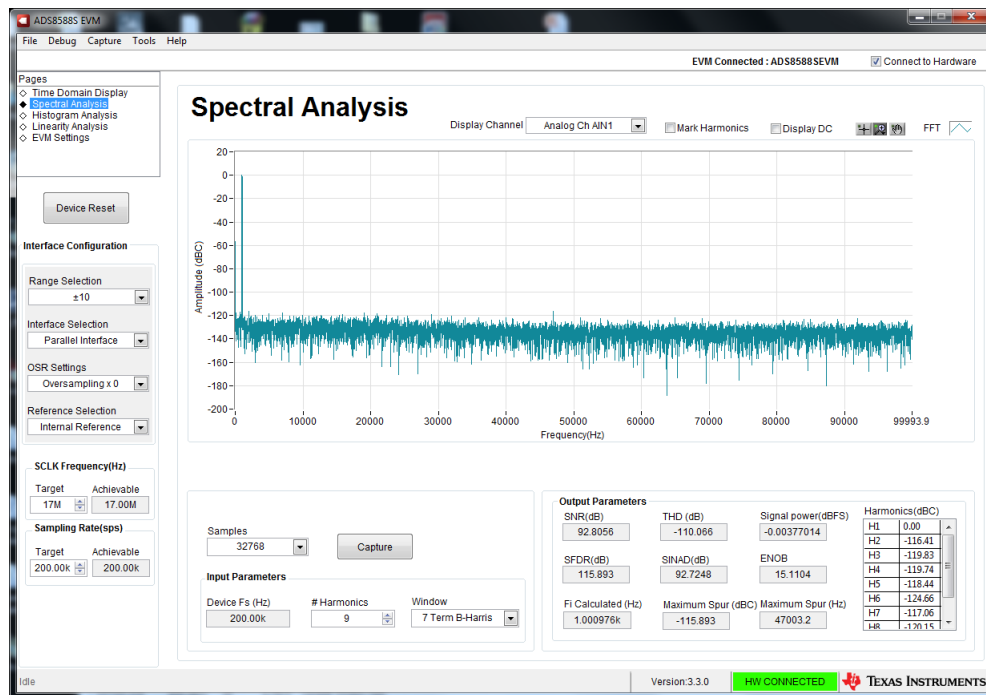 ADS8588S EVM
File Debug Capture Tools Help
EVM Connected : ADS8588SEVM Connect to Hardware
Pages
Time Domain Display
Spectral Analysis
Histogram Analysis
Linearity Analysis
EVM Settings
Device Reset
Interface Configuration
Range Selection
±10
Interface Selection
Parallel Interface
OSR Settings
Oversampling x 0
Reference Selection
Internal Reference
SCLK Frequency(Hz)
Target Achievable
17M 17.00M
Sampling Rate(sps)
Target Achievable
200.00k 200.00k
Spectral Analysis
Display Channel Analog Ch AIN1 Mark Harmonics Display DC FFT
Amplitude (dBC)
20
0
-20
-40
-60
-80
-100
-120
-140
-160
-180
-200
0 10000 20000 30000 40000 50000 60000 70000 80000 90000 99993.9
Frequency(Hz)
Samples
32768 Capture
Input Parameters
Device Fs (Hz) # Harmonics Window
200.00k 9 7 Term B-Harris
Output Parameters
SNR(dB) THD (dB) Signal power(dBFS)
92.8056 -110.066 -0.00377014
SFDR(dB) SINAD(dB) ENOB
115.893 92.7248 15.1104
Fi Calculated (Hz) Maximum Spur (dBC) Maximum Spur (Hz)
1.000976k -115.893 47003.2
Harmonics(dBC)
H1 0.00
H2 -116.41
H3 -119.83
H4 -119.74
H5 -118.44
H6 -124.66
H7 -117.06
H8 -120.15
Idle Version:3.3.0 HW CONNECTED TEXAS INSTRUMENTS